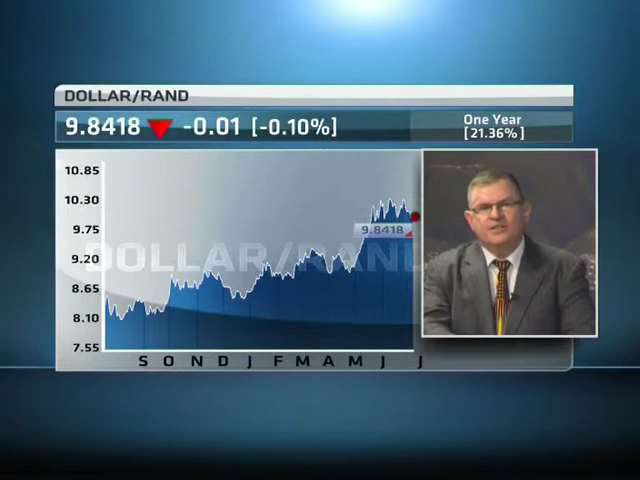 DOLLAR/RAND
9.8418 -0.01 [-0.10%]
One Year
[21.36%]
10.85
10.30
9.75
9.20
8.65
8.10
7.55
9.8418
DOLLAR/RAND
S O N D J F M A M J J